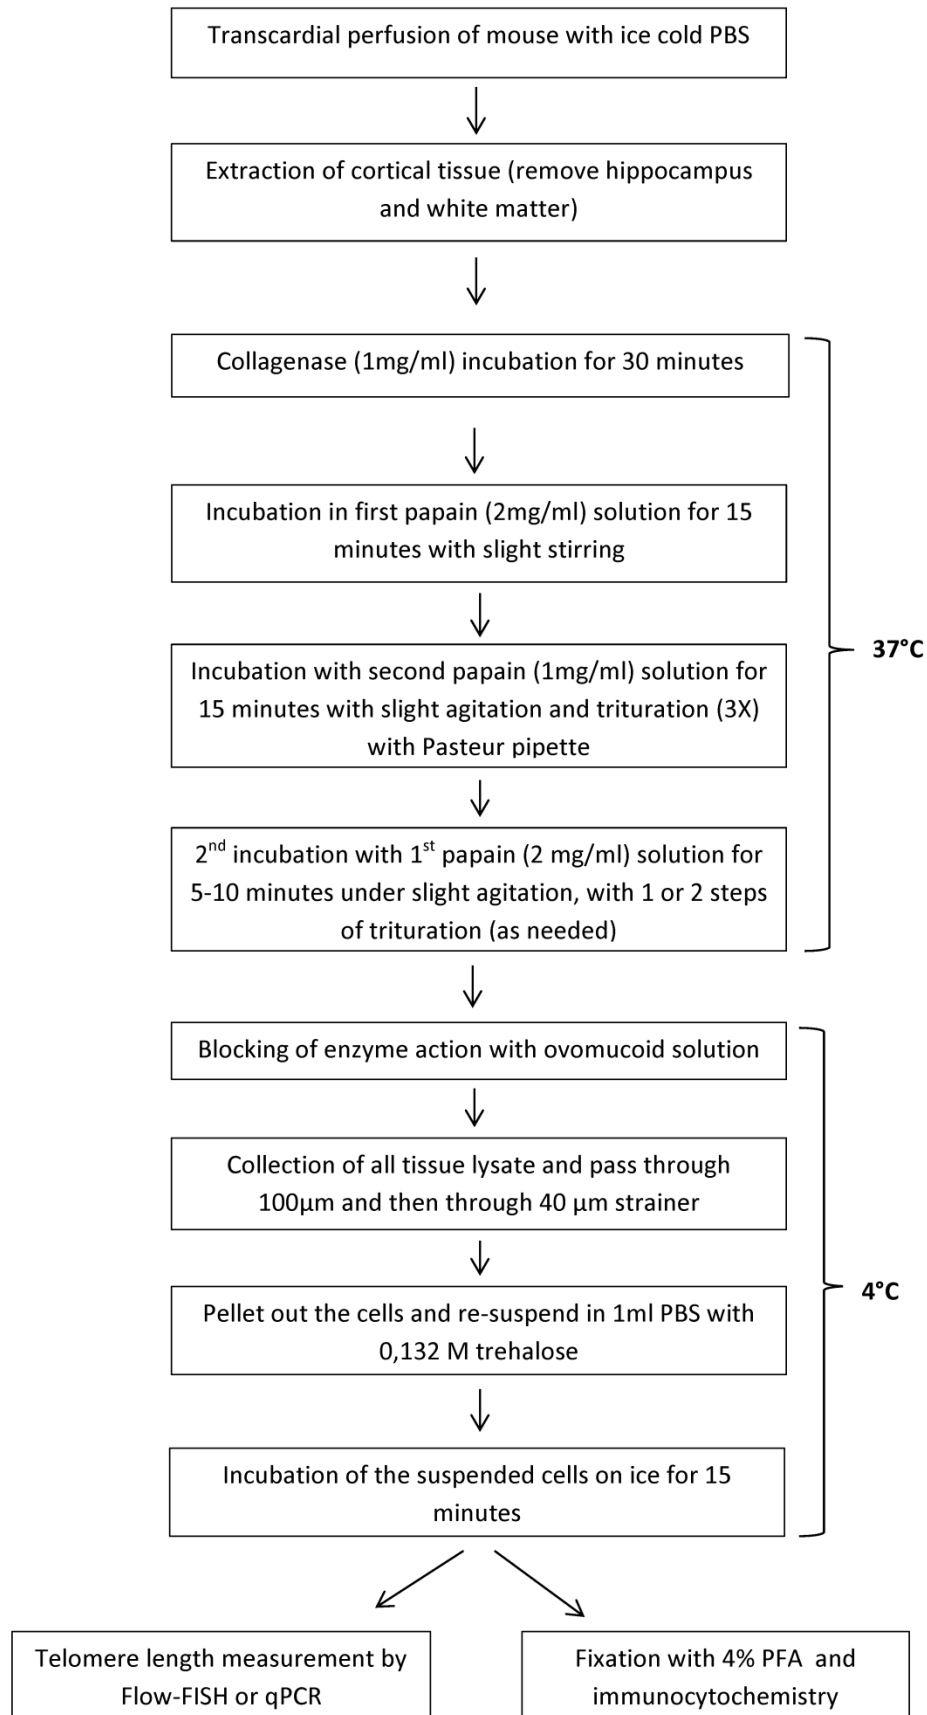 Transcardial perfusion of mouse with ice cold PBS
Extraction of cortical tissue (remove hippocampus
and white matter)
Collagenase (1mg/ml) incubation for 30 minutes
Incubation in first papain (2mg/ml) solution for 15
minutes with slight stirring
Incubation with second papain (1mg/ml) solution for
15 minutes with slight agitation and trituration (3X)
with Pasteur pipette
2nd incubation with 1st papain (2 mg/ml) solution for
5-10 minutes under slight agitation, with 1 or 2 steps
of trituration (as needed)
37°C
Blocking of enzyme action with ovomucoid solution
Collection of all tissue lysate and pass through
100µm and then through 40 µm strainer
Pellet out the cells and re-suspend in 1ml PBS with
0,132 M trehalose
Incubation of the suspended cells on ice for 15
minutes
4°C
Telomere length measurement by
Flow-FISH or qPCR
Fixation with 4% PFA  and
immunocytochemistry